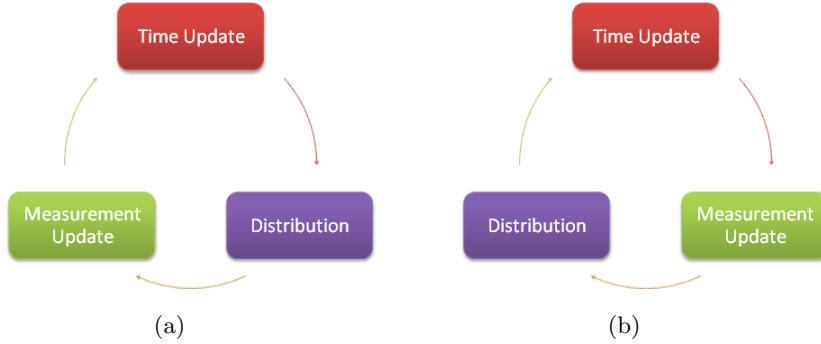 Time Update
Measurement
Update
Distribution
(a)
Time Update
Distribution
Measurement
Update
(b)